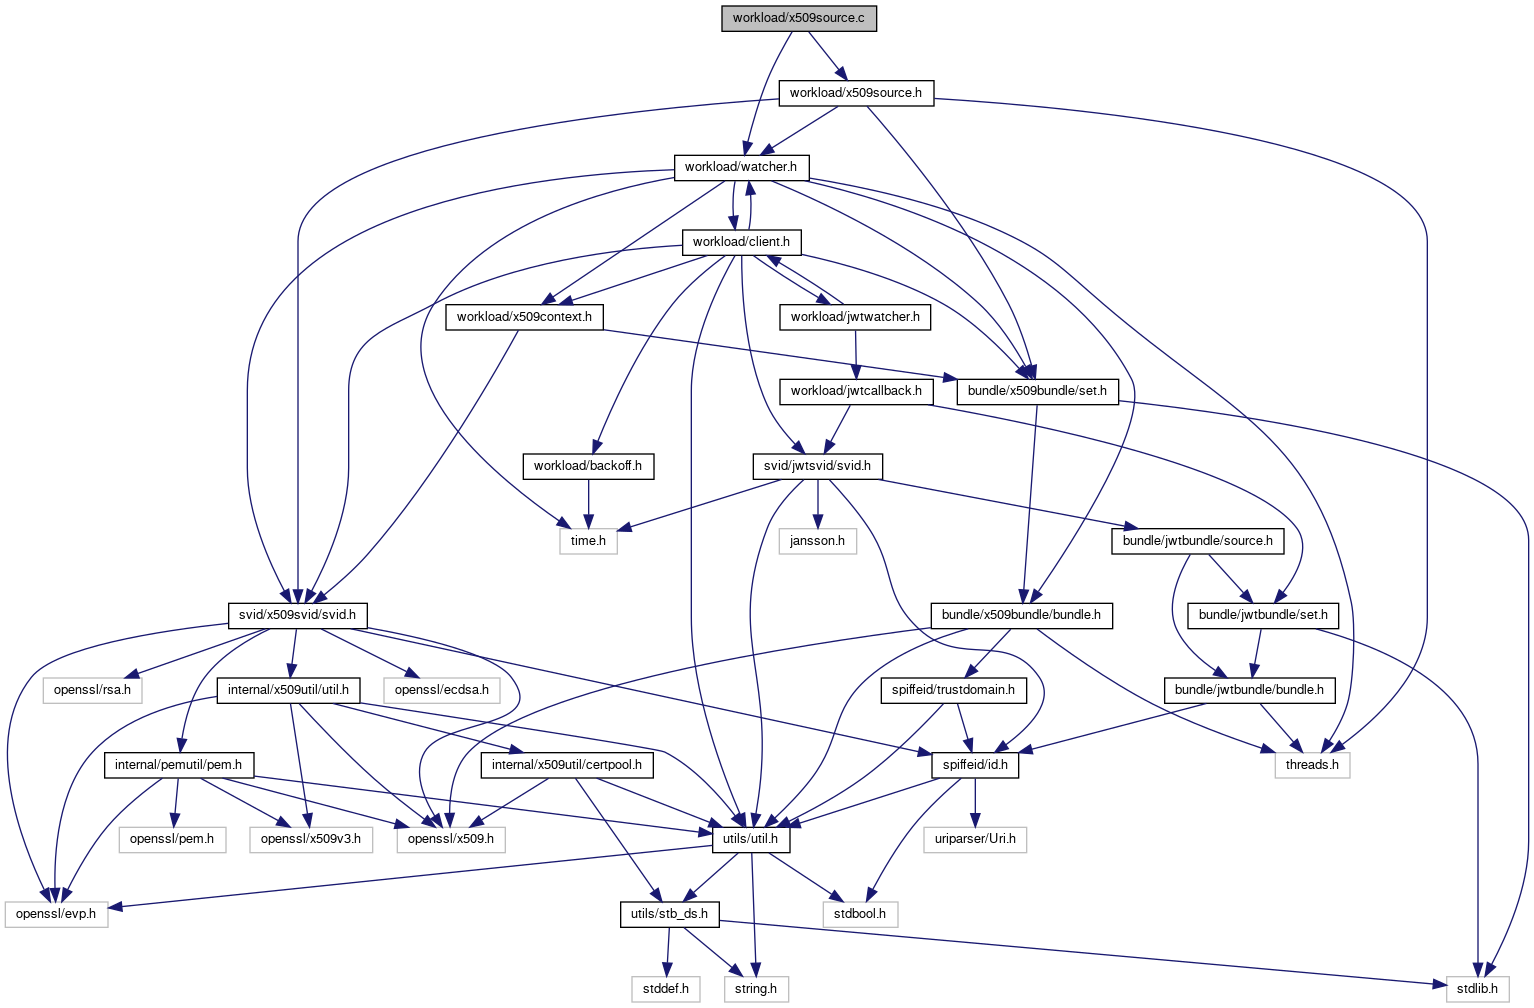 workload/x509source.c
workload/x509source.h
workload/watcher.h
workload/client.h
workload/x509context.h
workload/jwtwatcher.h
workload/jwtcallback.h
bundle/x509bundle/set.h
workload/backoff.h
svid/jwtsvid/svid.h
time.h
jansson.h
bundle/jwtbundle/source.h
svid/x509svid/svid.h
bundle/x509bundle/bundle.h
bundle/jwtbundle/set.h
openssl/rsa.h
internal/x509util/util.h
openssl/ecdsa.h
spiffeid/trustdomain.h
bundle/jwtbundle/bundle.h
internal/pemutil/pem.h
internal/x509util/certpool.h
spiffeid/id.h
threads.h
openssl/pem.h
openssl/x509v3.h
openssl/x509.h
utils/util.h
uriparser/Uri.h
openssl/evp.h
utils/stb_ds.h
stdbool.h
stddef.h
string.h
stdlib.h